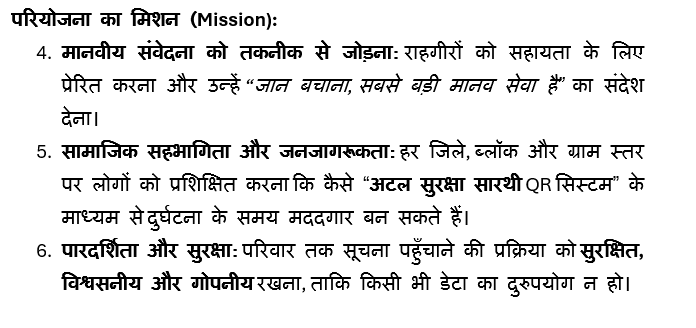 परियोजना का मिशन (Mission):
4. मानवीय संवेदना को तकनीक से जोड़ना: राहगीरों को सहायता के लिए
प्रेरित करना और उन्हें “जान बचाना, सबसे बड़ी मानव सेवा है” का संदेश
देना।
5. सामाजिक सहभागिता और जनजागरूकता: हर जिले, ब्लॉक और ग्राम स्तर
पर लोगों को प्रशिक्षित करना कि कैसे “अटल सुरक्षा सारथी QR सिस्टम” के
माध्यम से दुर्घटना के समय मददगार बन सकते हैं।
6. पारदर्शिता और सुरक्षा: परिवार तक सूचना पहुँचाने की प्रक्रिया को सुरक्षित,
विश्वसनीय और गोपनीय रखना, ताकि किसी भी डेटा का दुरुपयोग न हो।